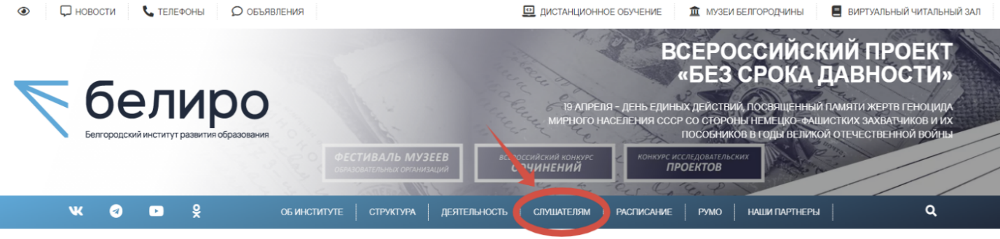 НОВОСТИ
ТЕЛЕФОНЫ
ОБЪЯВЛЕНИЯ
ДИСТАНЦИОННОЕ ОБУЧЕНИЕ
МУЗЕИ БЕЛГОРОДЧИНЫ
ВИРТУАЛЬНЫЙ ЧИТАЛЬНЫЙ ЗАЛ
белиро
Белгородский институт развития образования
ВСЕРОССИЙСКИЙ ПРОЕКТ
«БЕЗ СРОКА ДАВНОСТИ»
19 АПРЕЛЯ - ДЕНЬ ЕДИНЫХ ДЕЙСТВИЙ, ПОСВЯЩЕННЫЙ ПАМЯТИ ЖЕРТВ ГЕНОЦИДА
МИРНОГО НАСЕЛЕНИЯ СССР СО СТОРОНЫ НЕМЕЦКО-ФАШИСТКИХ ЗАХВАТЧИКОВ И ИХ
ПОСОБНИКОВ В ГОДЫ ВЕЛИКОЙ ОТЕЧЕСТВЕННОЙ ВОЙНЫ
ФЕСТИВАЛЬ МУЗЕЕВ
ОБРАЗОВАТЕЛЬНЫХ ОРГАНИЗАЦИЙ
ВСЕРОССИЙСКИЙ КОНКУРС
СОЧИНЕНИЙ
КОНКУРС ИССЛЕДОВАТЕЛЬСКИХ
ПРОЕКТОВ
ОБ ИНСТИТУТЕ
СТРУКТУРА
ДЕЯТЕЛЬНОСТЬ
СЛУШАТЕЛЯМ
РАСПИСАНИЕ
РУМО
НАШИ ПАРТНЕРЫ